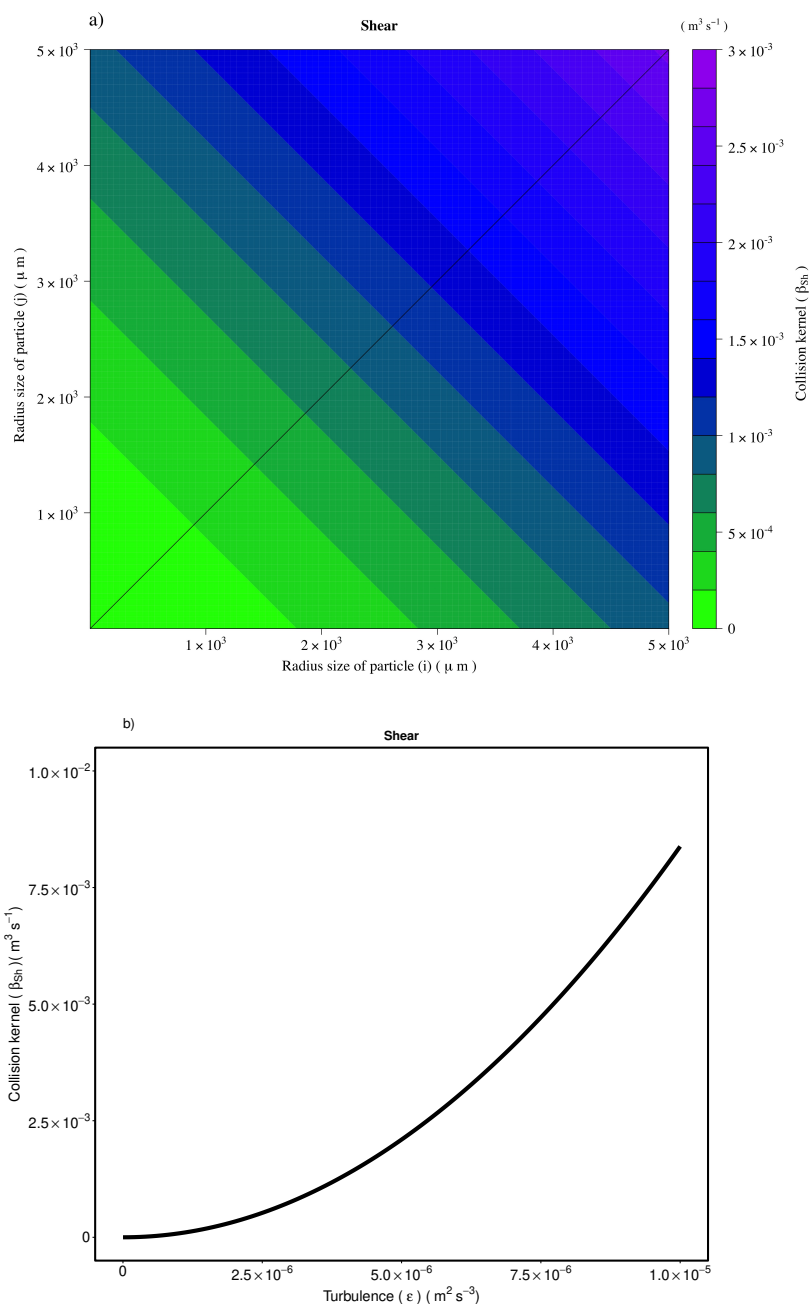 a)
Shear
( m³ s⁻¹ )
5 × 10³
4 × 10³
3 × 10³
2 × 10³
1 × 10³
Radius size of particle (j) ( μ m )
1 × 10³ 2 × 10³ 3 × 10³ 4 × 10³ 5 × 10³
Radius size of particle (i) ( μ m )
3 × 10⁻³
2.5 × 10⁻³
2 × 10⁻³
1.5 × 10⁻³
1 × 10⁻³
5 × 10⁻⁴
0
Collision kernel ( βSh )
b)
Shear
1.0 × 10⁻²
7.5 × 10⁻³
5.0 × 10⁻³
2.5 × 10⁻³
0
Collision kernel ( βSh )( m³ s⁻¹)
0 2.5 × 10⁻⁶ 5.0 × 10⁻⁶ 7.5 × 10⁻⁶ 1.0 × 10⁻⁵
Turbulence ( ε ) ( m² s⁻³)